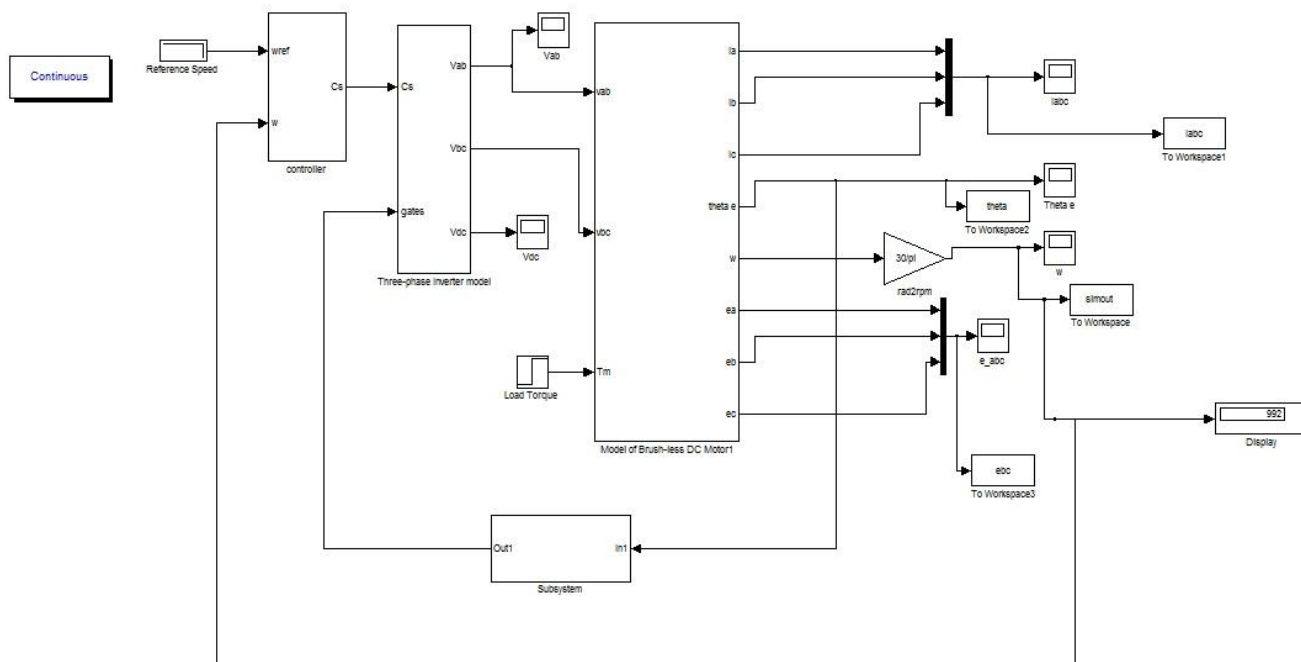 Continuous
Reference Speed
wref
w
Cs
controller
Cs
gates
Vab
Vbc
Vdc
Three-phase Inverter model
Vab
Vdc
Load Torque
vab
vbc
Tm
Ia
Ib
Ic
theta e
w
ea
eb
ec
Model of Brush-less DC Motor1
Iabc
Iabc
To Workspace1
Theta e
theta
To Workspace2
30/pi
rad2rpm
w
simout
To Workspace
e_abc
992
Display
ebc
To Workspace3
Out1
In1
Subsystem